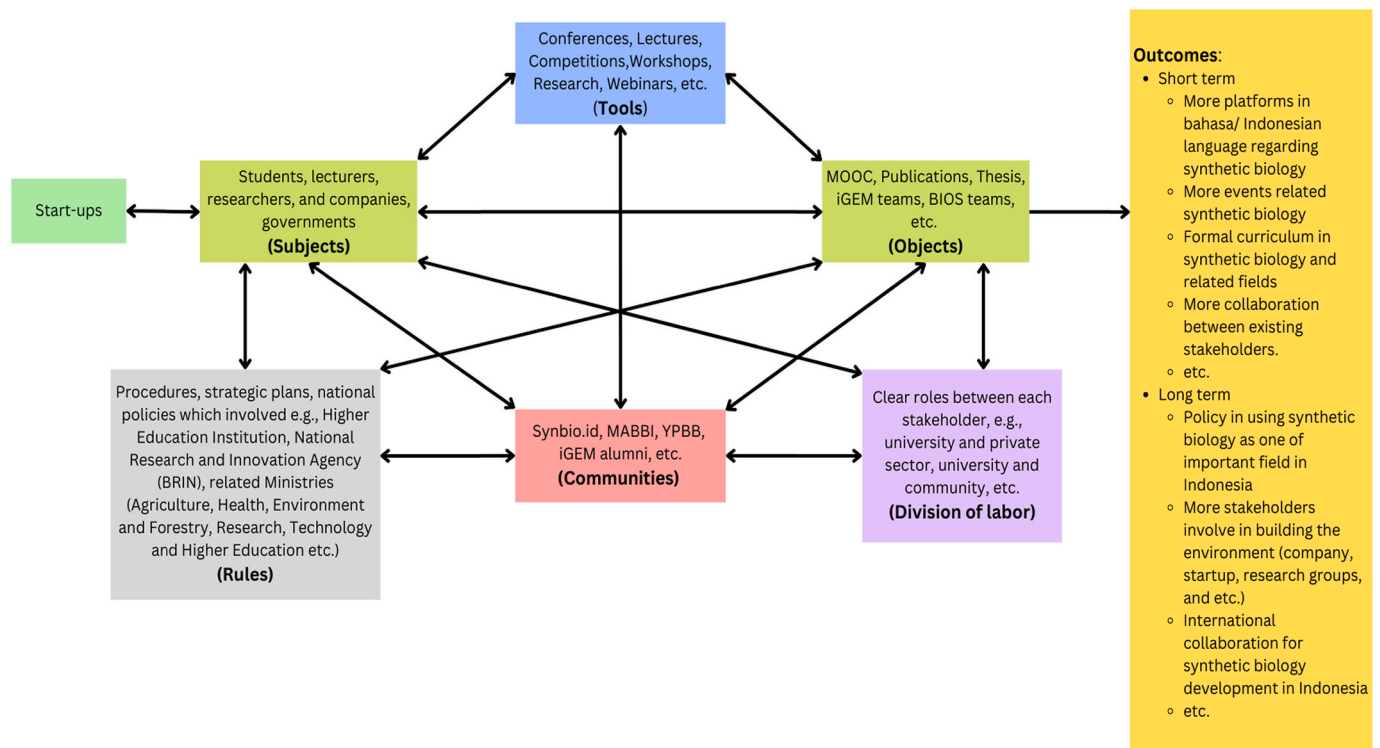 Conferences, Lectures,
Competitions,Workshops,
Research, Webinars, etc.
(Tools)
Start-ups
Students, lecturers,
researchers, and companies,
governments
(Subjects)
MOOC, Publications, Thesis,
iGEM teams, BIOS teams,
etc.
(Objects)
Procedures, strategic plans, national
policies which involved e.g., Higher
Education Institution, National
Research and Innovation Agency
(BRIN), related Ministries
(Agriculture, Health, Environment
and Forestry, Research, Technology
and Higher Education etc.)
(Rules)
Synbio.id, MABBI, YPBB,
iGEM alumni, etc.
(Communities)
Clear roles between each
stakeholder, e.g.,
university and private
sector, university and
community, etc.
(Division of labor)
Outcomes:
• Short term
◦ More platforms in
bahasa/ Indonesian
language regarding
synthetic biology
◦ More events related
synthetic biology
◦ Formal curriculum in
synthetic biology and
related fields
◦ More collaboration
between existing
stakeholders.
◦ etc.
• Long term
◦ Policy in using synthetic
biology as one of
important field in
Indonesia
◦ More stakeholders
involve in building the
environment (company,
startup, research groups,
and etc.)
◦ International
collaboration for
synthetic biology
development in Indonesia
◦ etc.